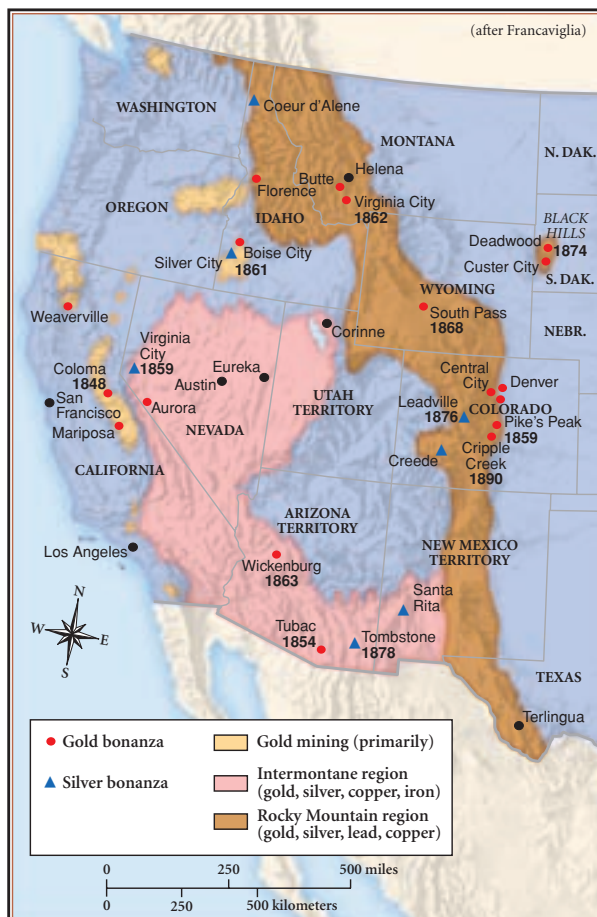 (after Francaviglia)
WASHINGTON
Coeur d'Alene
MONTANA
N. DAK.
Helena
Butte
Florence
Virginia City
1862
OREGON
IDAHO
BLACK
HILLS
Deadwood
1874
Custer City
S. DAK.
Boise City
Silver City
1861
WYOMING
South Pass
1868
NEBR.
Weaverville
Virginia
City
1859
Corinne
Coloma
1848
Eureka
Austin
San
Francisco
Aurora
Mariposa
NEVADA
UTAH
TERRITORY
Central
City
Denver
Leadville
1876
COLORADO
Pike's Peak
1859
Cripple
Creek
1890
Creede
CALIFORNIA
ARIZONA
TERRITORY
NEW MEXICO
TERRITORY
Los Angeles
Wickenburg
1863
Santa
Rita
Tubac
1854
Tombstone
1878
TEXAS
Terlingua
N
W
E
S
Gold bonanza
Silver bonanza
Gold mining (primarily)
Intermontane region
(gold, silver, copper, iron)
Rocky Mountain region
(gold, silver, lead, copper)
0 250 500 miles
0 250 500 kilometers